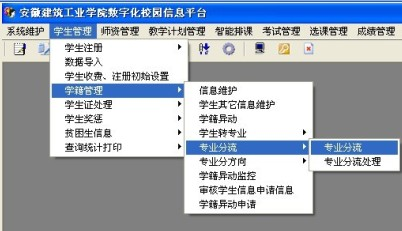 安徽建筑工业学院数字化校园信息平台
系统维护 学生管理 师资管理 教学计划管理 智能排课 考试管理 选课管理 成绩管理
学生注册
数据导入
学生收费、注册初始设置
学籍管理
学生证处理
学生奖惩
贫困生信息
查询统计打印
信息维护
学生其它信息维护
学籍异动
学生转专业
专业分流
专业分方向
学籍异动监控
审核学生信息申请信息
学籍异动申请
专业分流
专业分流处理